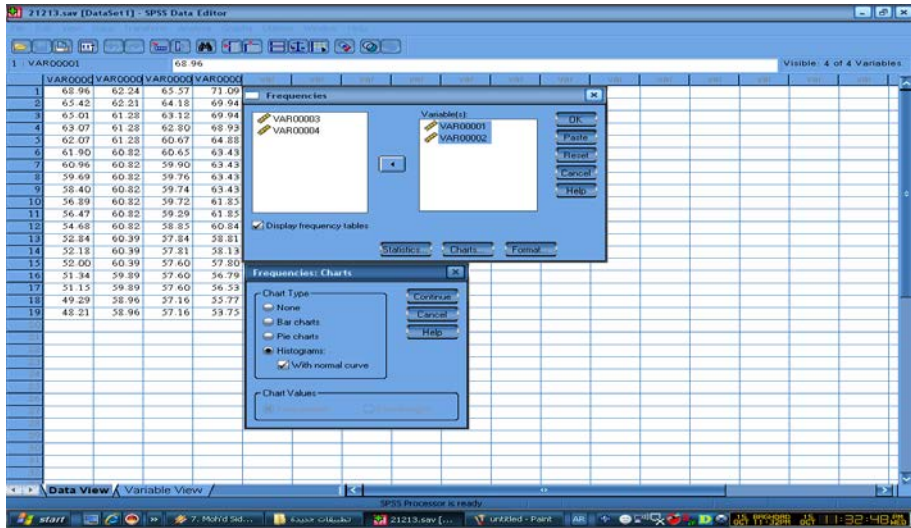 21213.sav [DataSet1] - SPSS Data Editor
1 : VAR00001 68.96 Visible: 4 of 4 Variables
VAR0000 VAR0000 VAR0000 VAR0000
1 68.96 62.24 65.57 71.09
2 65.42 62.21 64.18 69.94
3 65.01 61.28 63.12 69.94
4 63.07 61.28 62.80 68.93
5 62.07 61.28 60.67 64.88
6 61.90 60.82 60.65 63.43
7 60.96 60.82 59.90 63.43
8 59.69 60.82 59.76 63.43
9 58.40 60.82 59.74 63.43
10 56.89 60.82 59.72 61.85
11 56.47 60.82 59.29 61.85
12 54.68 60.82 58.85 60.84
13 52.84 60.39 57.84 58.81
14 52.18 60.39 57.81 58.13
15 52.00 60.39 57.60 57.80
16 51.34 59.89 57.60 56.79
17 51.15 59.89 57.60 56.53
18 49.29 58.96 57.16 55.77
19 48.21 58.96 57.16 53.75
Frequencies
VAR00003
VAR00004
Variable(s):
VAR00001
VAR00002
OK
Paste
Reset
Cancel
Help
Display frequency tables
Statistics... Charts... Format...
Frequencies: Charts
Chart Type
None
Bar charts
Pie charts
Histograms:
With normal curve
Continue
Cancel
Help
Chart Values
Data View Variable View
SPSS Processor is ready
start 7. Moh'd Sid... 21213.sav [... untitled - Paint AR 11:32:48